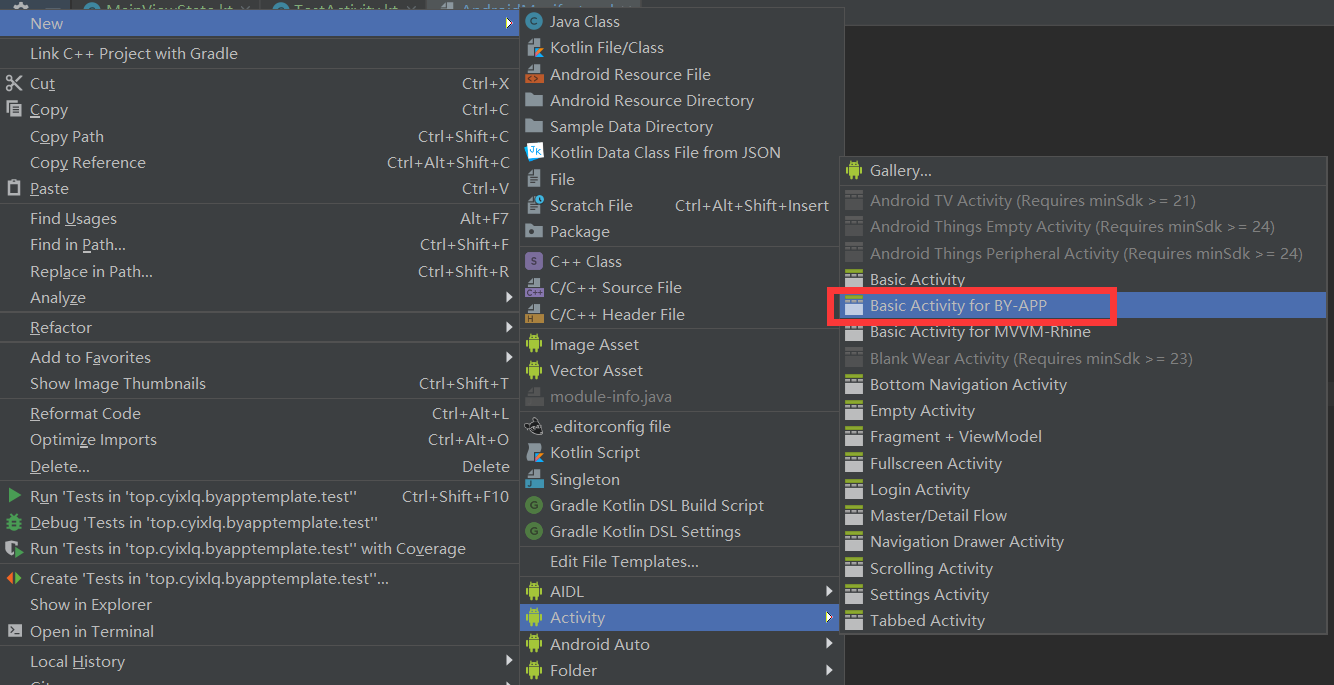 MainViewState.kt
TestActivity.kt
New
Link C++ Project with Gradle
Cut Ctrl+X
Copy Ctrl+C
Copy Path Ctrl+Shift+C
Copy Reference Ctrl+Alt+Shift+C
Paste Ctrl+V
Find Usages Alt+F7
Find in Path... Ctrl+Shift+F
Replace in Path... Ctrl+Shift+R
Analyze
Refactor
Add to Favorites
Show Image Thumbnails Ctrl+Shift+T
Reformat Code Ctrl+Alt+L
Optimize Imports Ctrl+Alt+O
Delete... Delete
Run 'Tests in 'top.cyixlq.byapptemplate.test'' Ctrl+Shift+F10
Debug 'Tests in 'top.cyixlq.byapptemplate.test''
Run 'Tests in 'top.cyixlq.byapptemplate.test'' with Coverage
Create 'Tests in 'top.cyixlq.byapptemplate.test''...
Show in Explorer
Open in Terminal
Local History
Java Class
Kotlin File/Class
Android Resource File
Android Resource Directory
Sample Data Directory
Kotlin Data Class File from JSON
File
Scratch File Ctrl+Alt+Shift+Insert
Package
C++ Class
C/C++ Source File
C/C++ Header File
Image Asset
Vector Asset
module-info.java
.editorconfig file
Kotlin Script
Singleton
Gradle Kotlin DSL Build Script
Gradle Kotlin DSL Settings
Edit File Templates...
AIDL
Activity
Android Auto
Folder
Gallery...
Android TV Activity (Requires minSdk >= 21)
Android Things Empty Activity (Requires minSdk >= 24)
Android Things Peripheral Activity (Requires minSdk >= 24)
Basic Activity
Basic Activity for BY-APP
Basic Activity for MVVM-Rhine
Blank Wear Activity (Requires minSdk >= 23)
Bottom Navigation Activity
Empty Activity
Fragment + ViewModel
Fullscreen Activity
Login Activity
Master/Detail Flow
Navigation Drawer Activity
Scrolling Activity
Settings Activity
Tabbed Activity